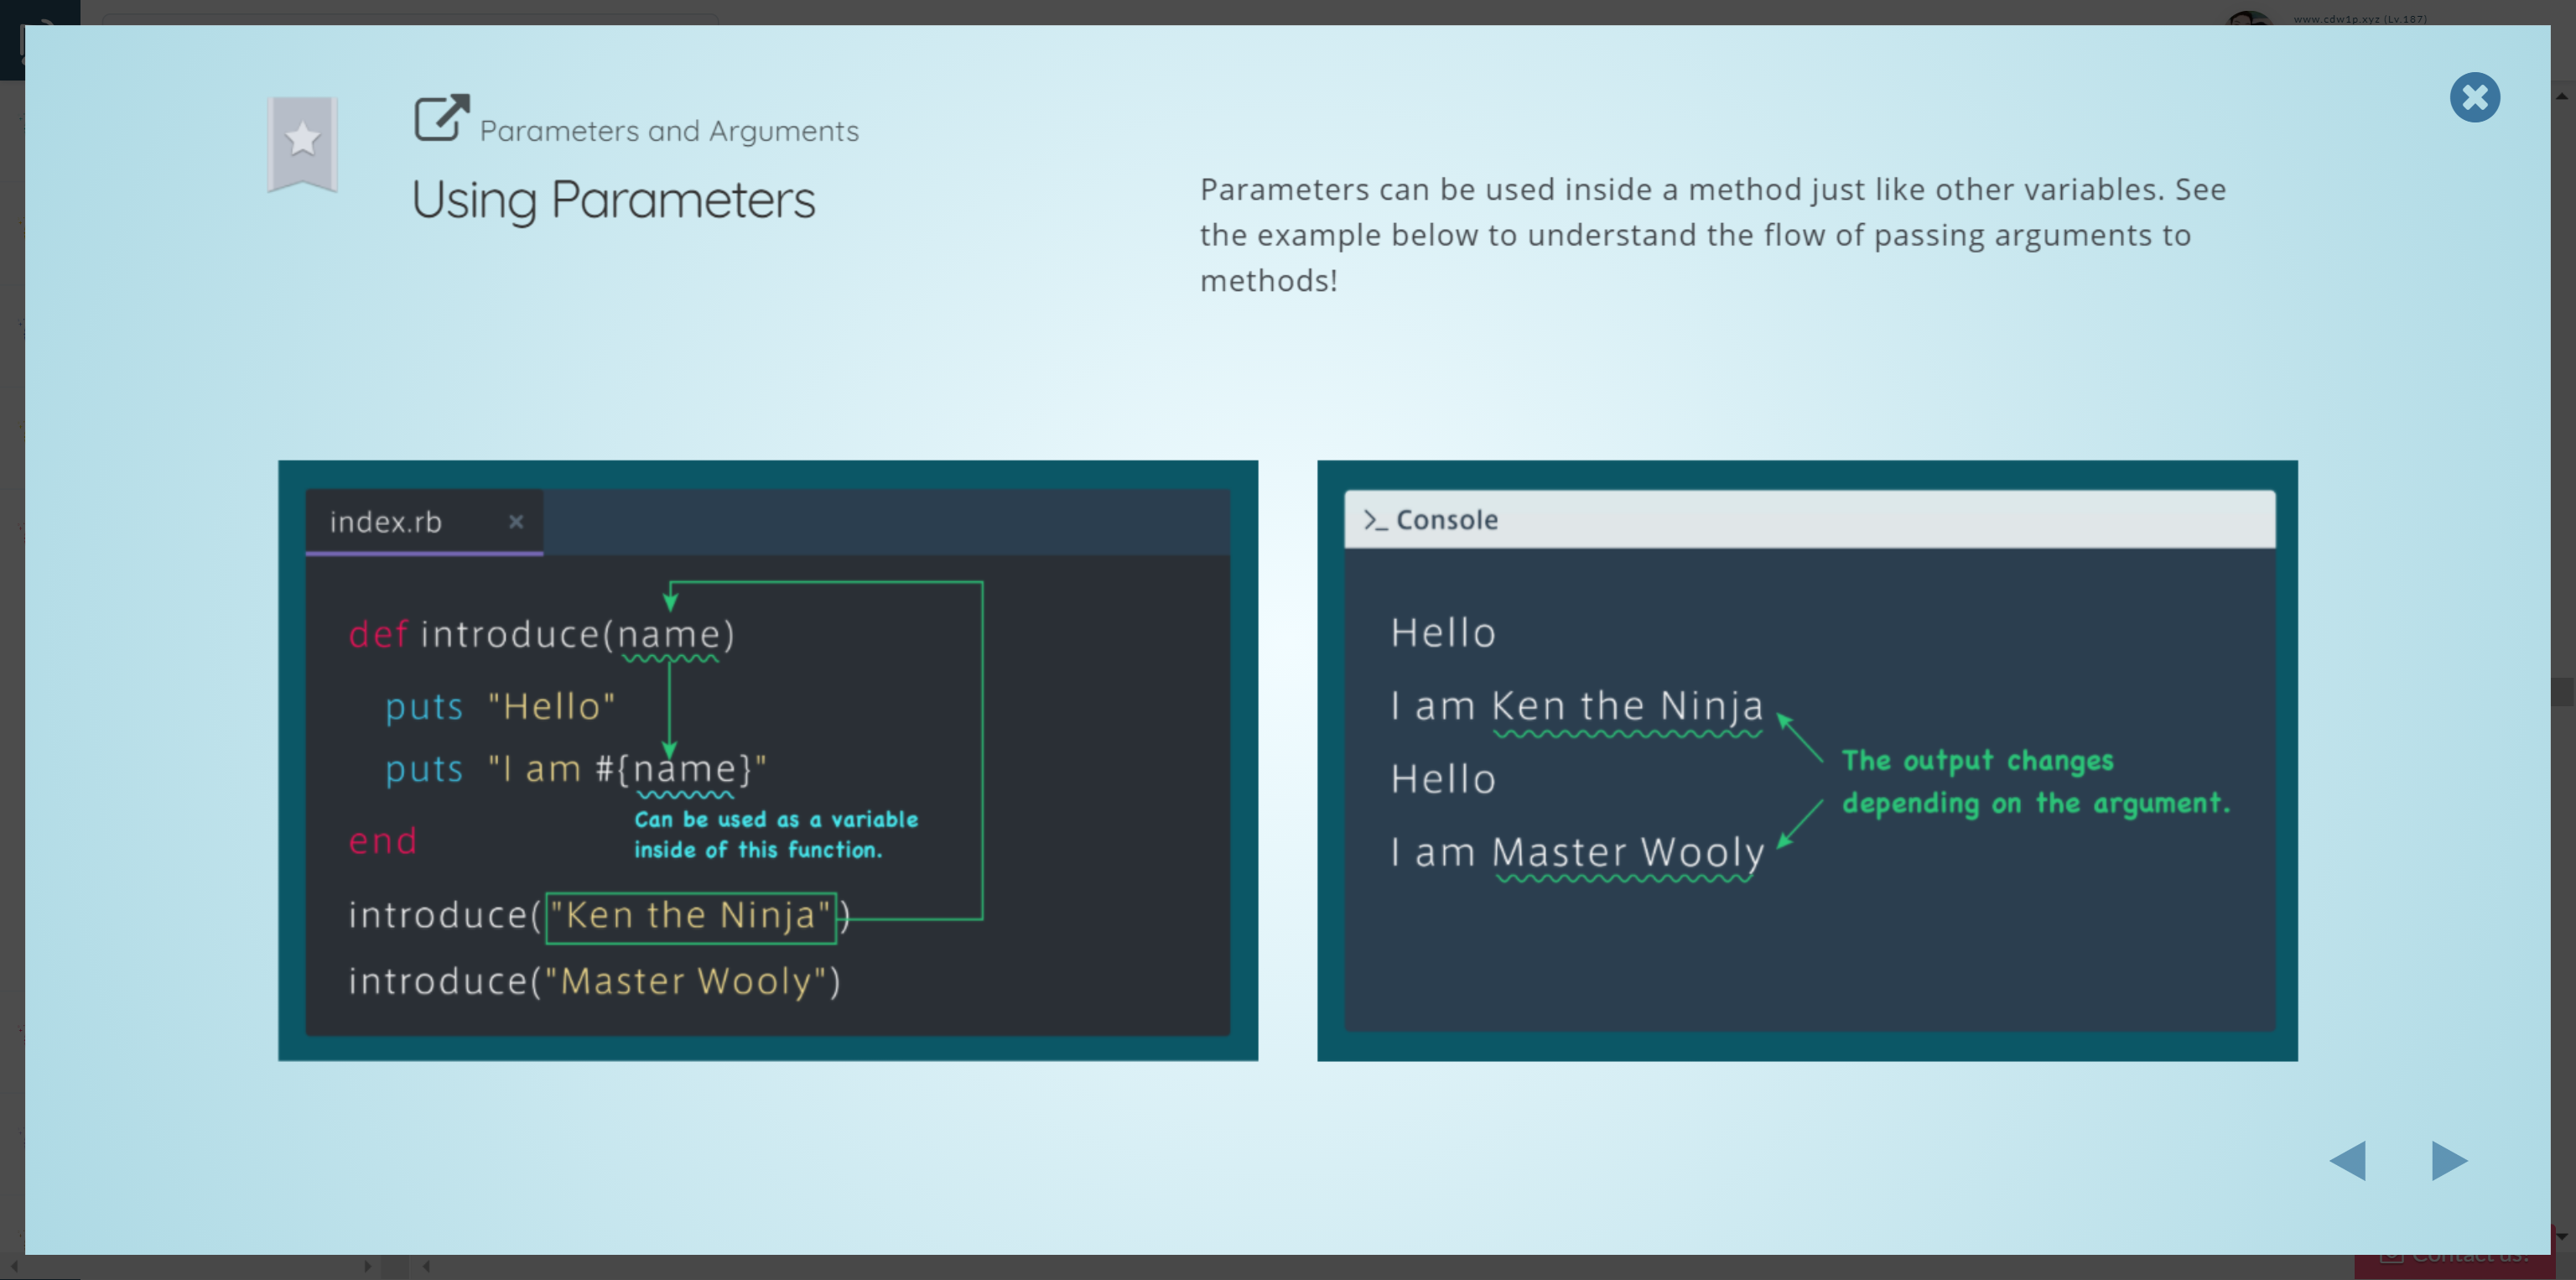 www.cdw1p.xyz (Lv.187)
Parameters and Arguments
Using Parameters
Parameters can be used inside a method just like other variables. See
the example below to understand the flow of passing arguments to
methods!
index.rb ×
def introduce(name)
puts "Hello"
puts "I am #{name}"
Can be used as a variable
inside of this function.
end
introduce("Ken the Ninja")
introduce("Master Wooly")
>_ Console
Hello
I am Ken the Ninja
Hello
I am Master Wooly
The output changes
depending on the argument.
Contact us!